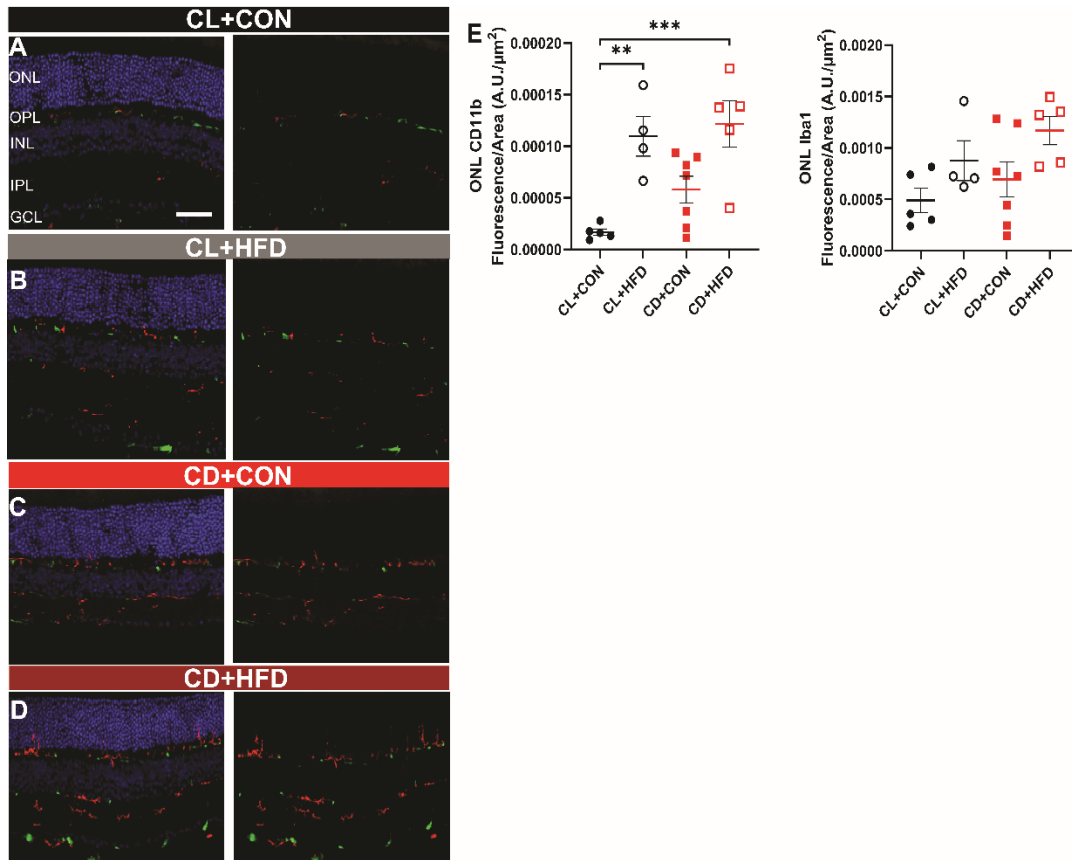 CL+CON
A
ONL
OPL
INL
IPL
GCL
CL+HFD
B
CD+CON
C
CD+HFD
D
E
ONL CD11b
Fluorescence/Area (A.U./µm²)
0.00020
0.00015
0.00010
0.00005
0.00000
**
***
CL+CON
CL+HFD
CD+CON
CD+HFD
ONL Iba1
Fluorescence/Area (A.U./µm²)
0.0020
0.0015
0.0010
0.0005
0.0000
CL+CON
CL+HFD
CD+CON
CD+HFD